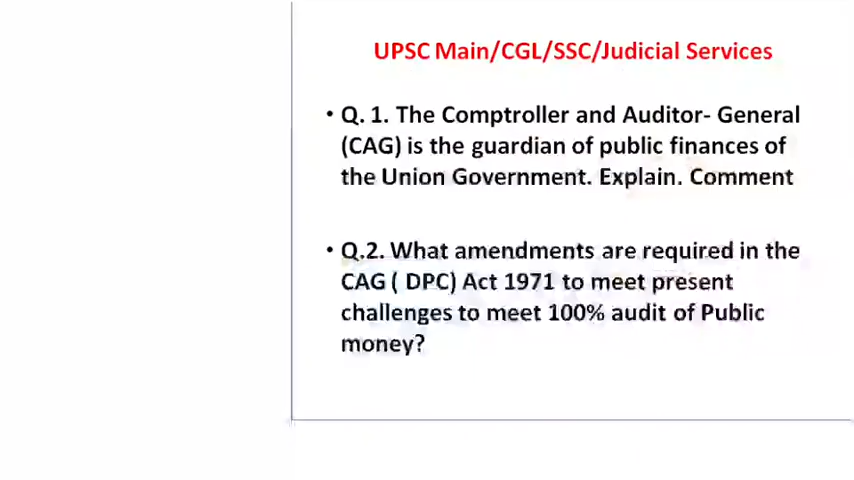 UPSC Main/CGL/SSC/Judicial Services
• Q. 1. The Comptroller and Auditor- General
(CAG) is the guardian of public finances of
the Union Government. Explain. Comment
• Q.2. What amendments are required in the
CAG ( DPC) Act 1971 to meet present
challenges to meet 100% audit of Public
money?